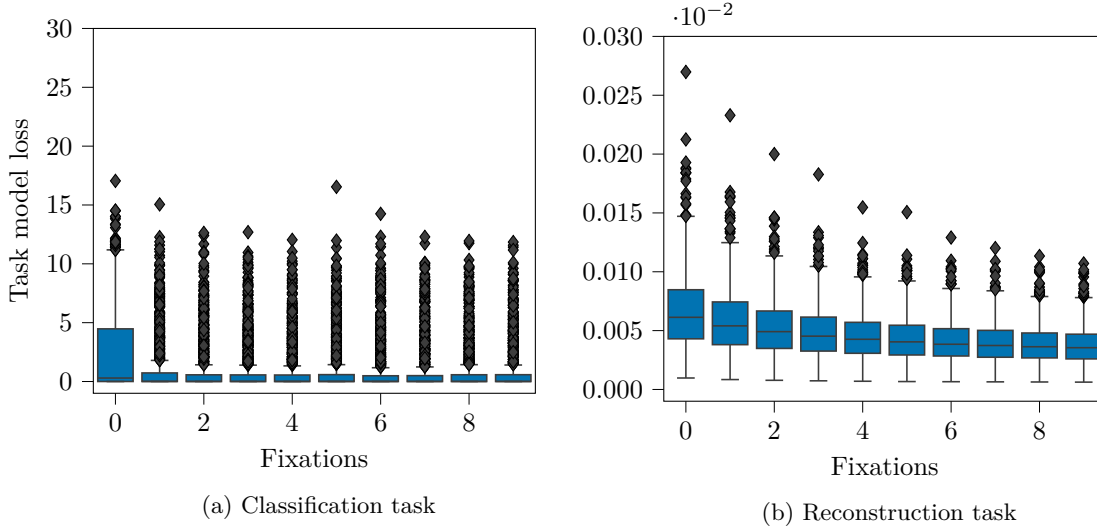 30
25
20
15
10
5
0
Task model loss
0 2 4 6 8
Fixations
(a) Classification task
·10⁻²
0.030
0.025
0.020
0.015
0.010
0.005
0.000
0 2 4 6 8
Fixations
(b) Reconstruction task